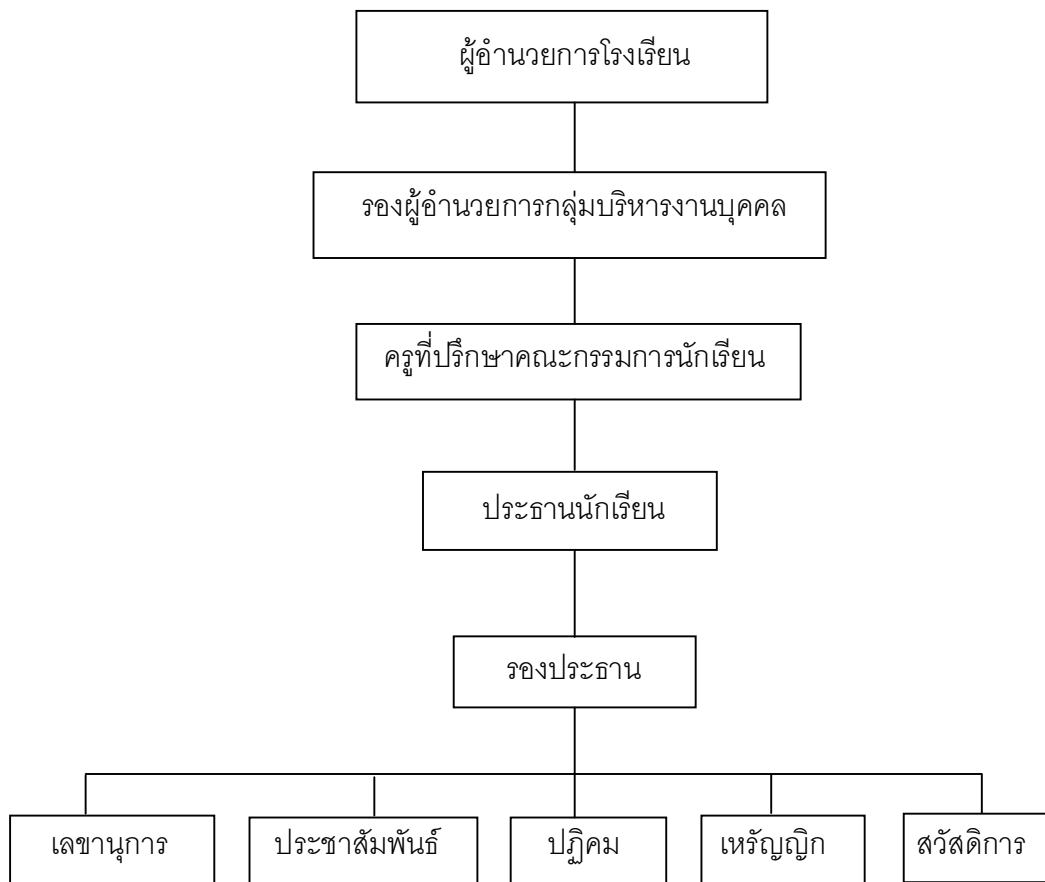 ผู้อำนวยการโรงเรียน
รองผู้อำนวยการกลุ่มบริหารงานบุคคล
ครูที่ปรึกษาคณะกรรมการนักเรียน
ประธานนักเรียน
รองประธาน
เลขานุการ
ประชาสัมพันธ์
ปฏิคม
เหรัญญิก
สวัสดิการ